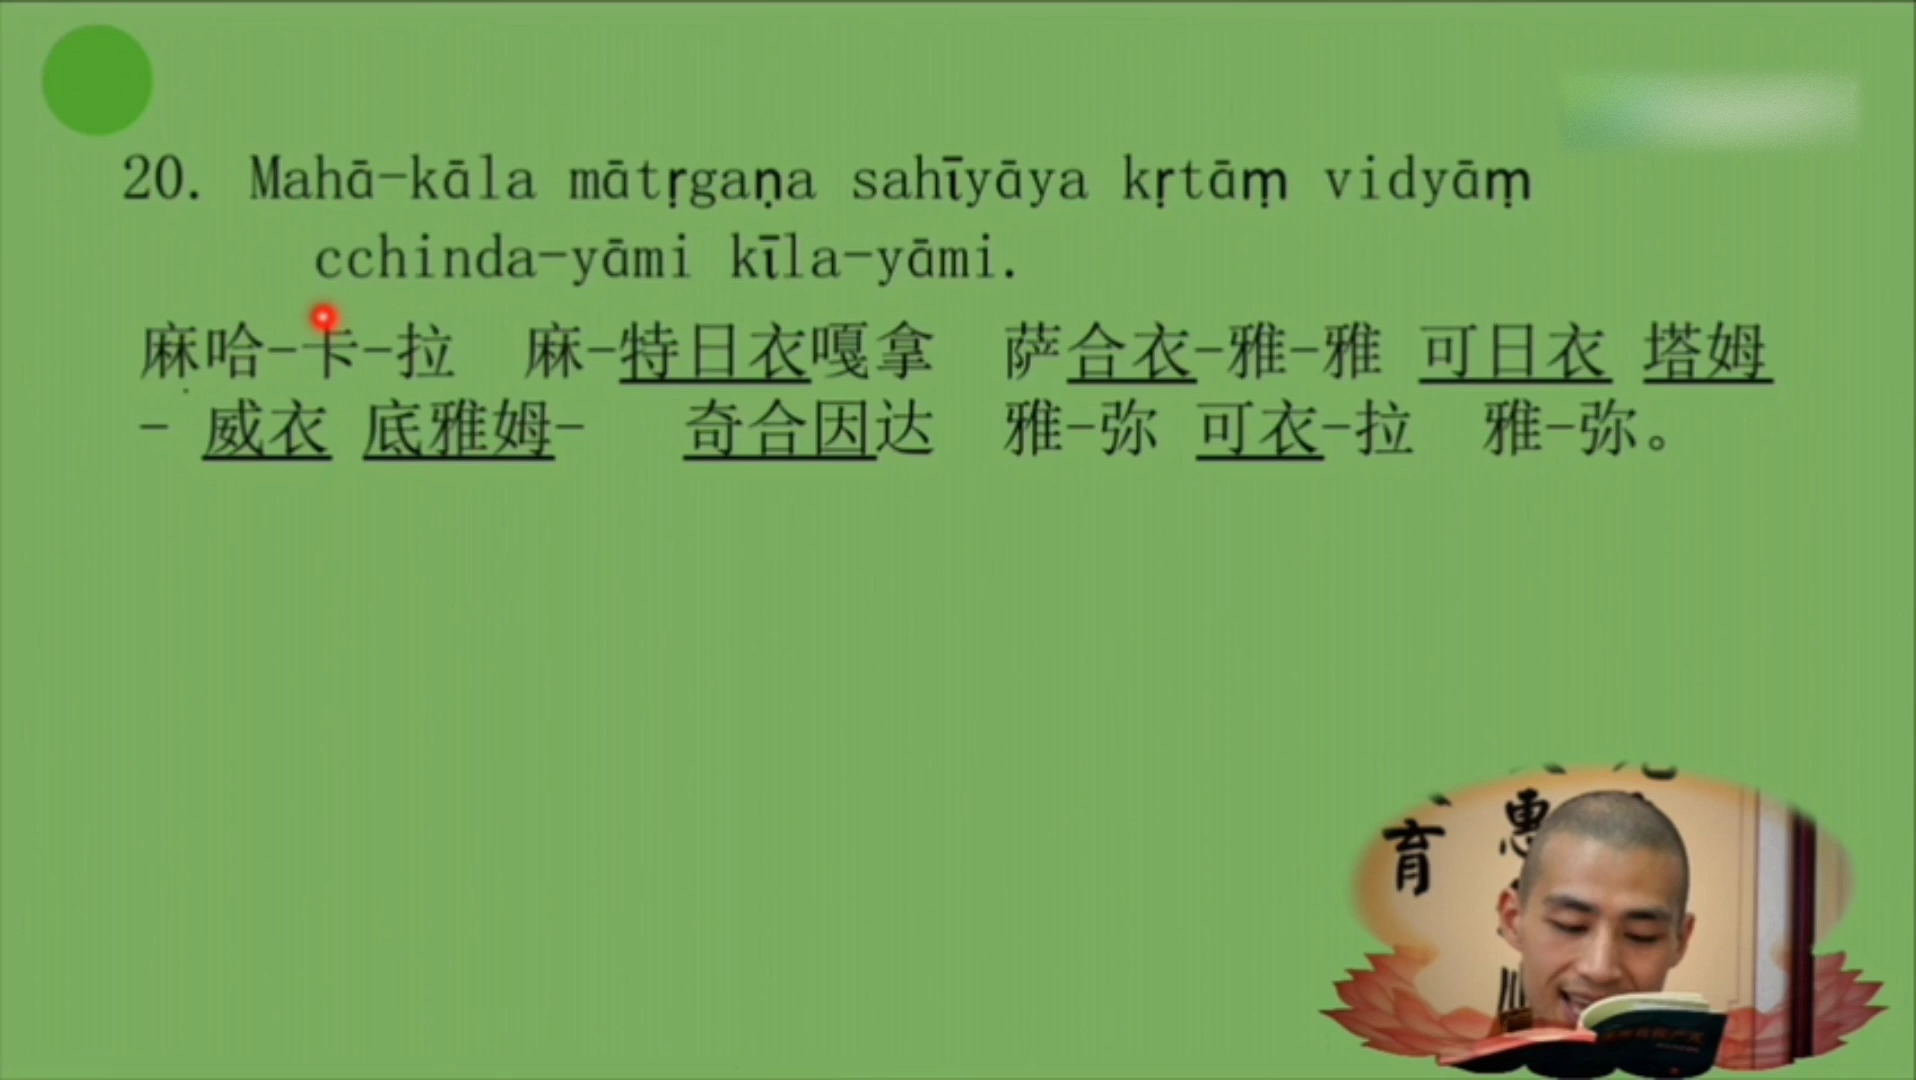 20. Mahā-kāla mātṛgaṇa sahīyāya kṛtāṃ vidyāṃ
cchinda-yāmi kīla-yāmi.
麻哈-卡-拉 麻-特日衣嘎拿 萨合衣-雅-雅 可日衣 塔姆
- 威衣 底雅姆- 奇合因达 雅-弥 可衣-拉 雅-弥。
育
惠